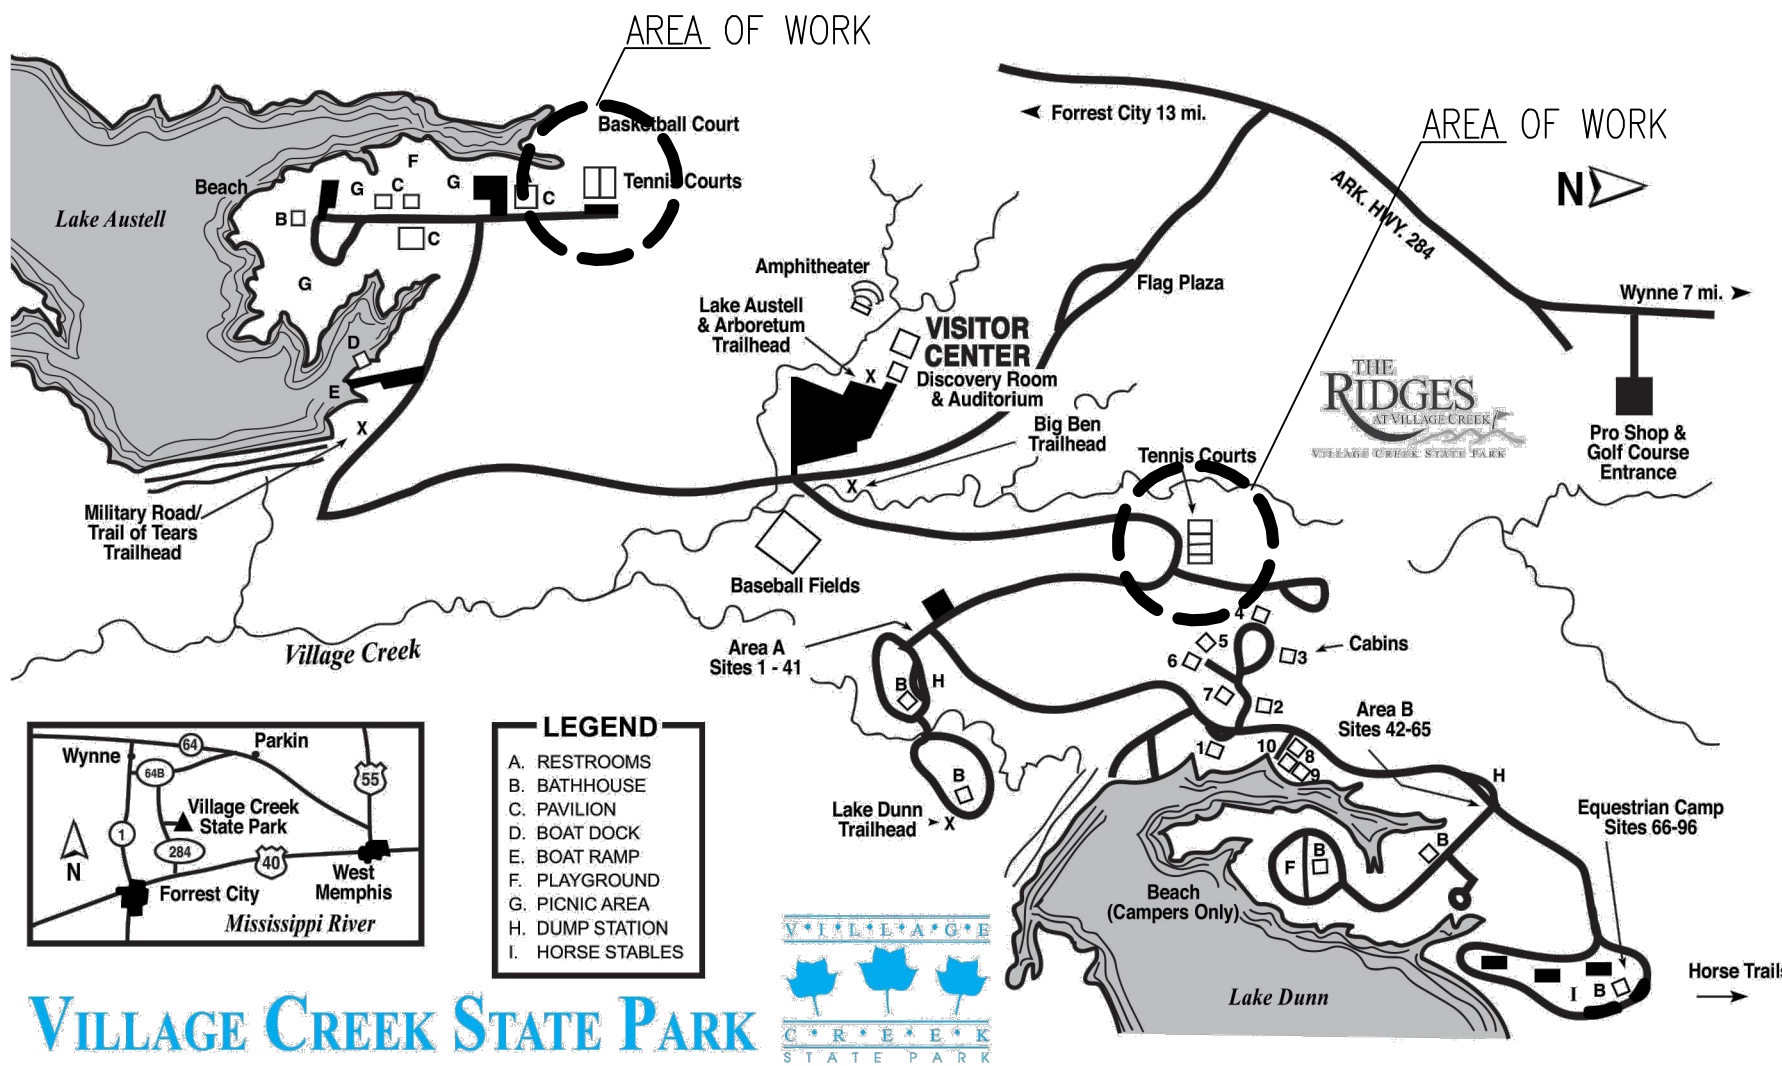 AREA OF WORK
Basketball Court
Forrest City 13 mi.
AREA OF WORK
F
G
C
G
Tennis Courts
Beach
C
B
Lake Austell
C
ARK. HWY. 284
N
G
Amphitheater
Flag Plaza
Wynne 7 mi.
Lake Austell
& Arboretum
Trailhead
VISITOR
CENTER
Discovery Room
& Auditorium
D
E
X
X
THE
RIDGES
AT VILLAGE CREEK
VILLAGE CREEK STATE PARK
Big Ben
Trailhead
Pro Shop &
Golf Course
Entrance
Tennis Courts
X
Military Road/
Trail of Tears
Trailhead
Baseball Fields
Village Creek
Area A
Sites 1 - 41
4
5
6
3
Cabins
7
2
B
H
Area B
Sites 42-65
1
10
8
9
H
B
Lake Dunn
Trailhead
X
Equestrian Camp
Sites 66-96
B
F
B
Beach
(Campers Only)
Lake Dunn
I
B
Horse Trails
64
Parkin
Wynne
64B
55
Village Creek
State Park
1
284
40
N
West
Memphis
Forrest City
Mississippi River
LEGEND
A. RESTROOMS
B. BATHHOUSE
C. PAVILION
D. BOAT DOCK
E. BOAT RAMP
F. PLAYGROUND
G. PICNIC AREA
H. DUMP STATION
I. HORSE STABLES
VILLAGE CREEK STATE PARK
V•I•L•L•A•G•E
C•R•E•E•K
STATE PARK